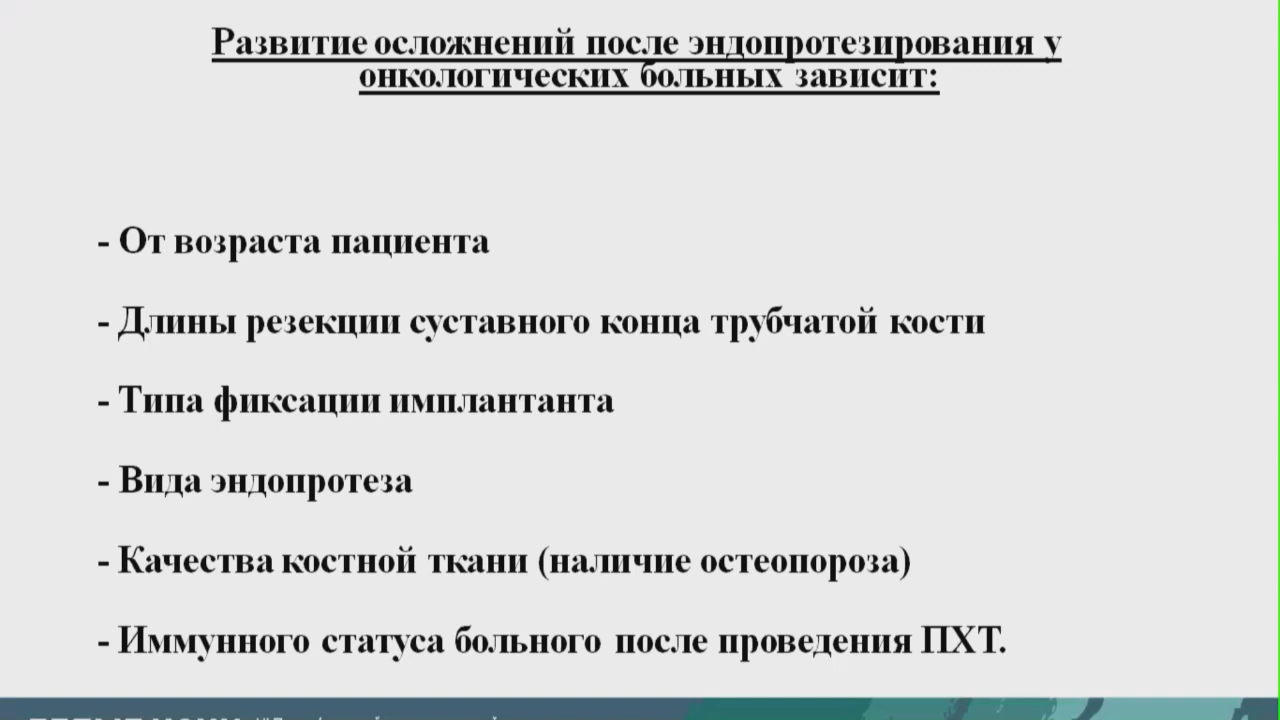 Развитие осложнений после эндопротезирования у
онкологических больных зависит:
- От возраста пациента
- Длины резекции суставного конца трубчатой кости
- Типа фиксации имплантанта
- Вида эндопротеза
- Качества костной ткани (наличие остеопороза)
- Иммунного статуса больного после проведения ПХТ.